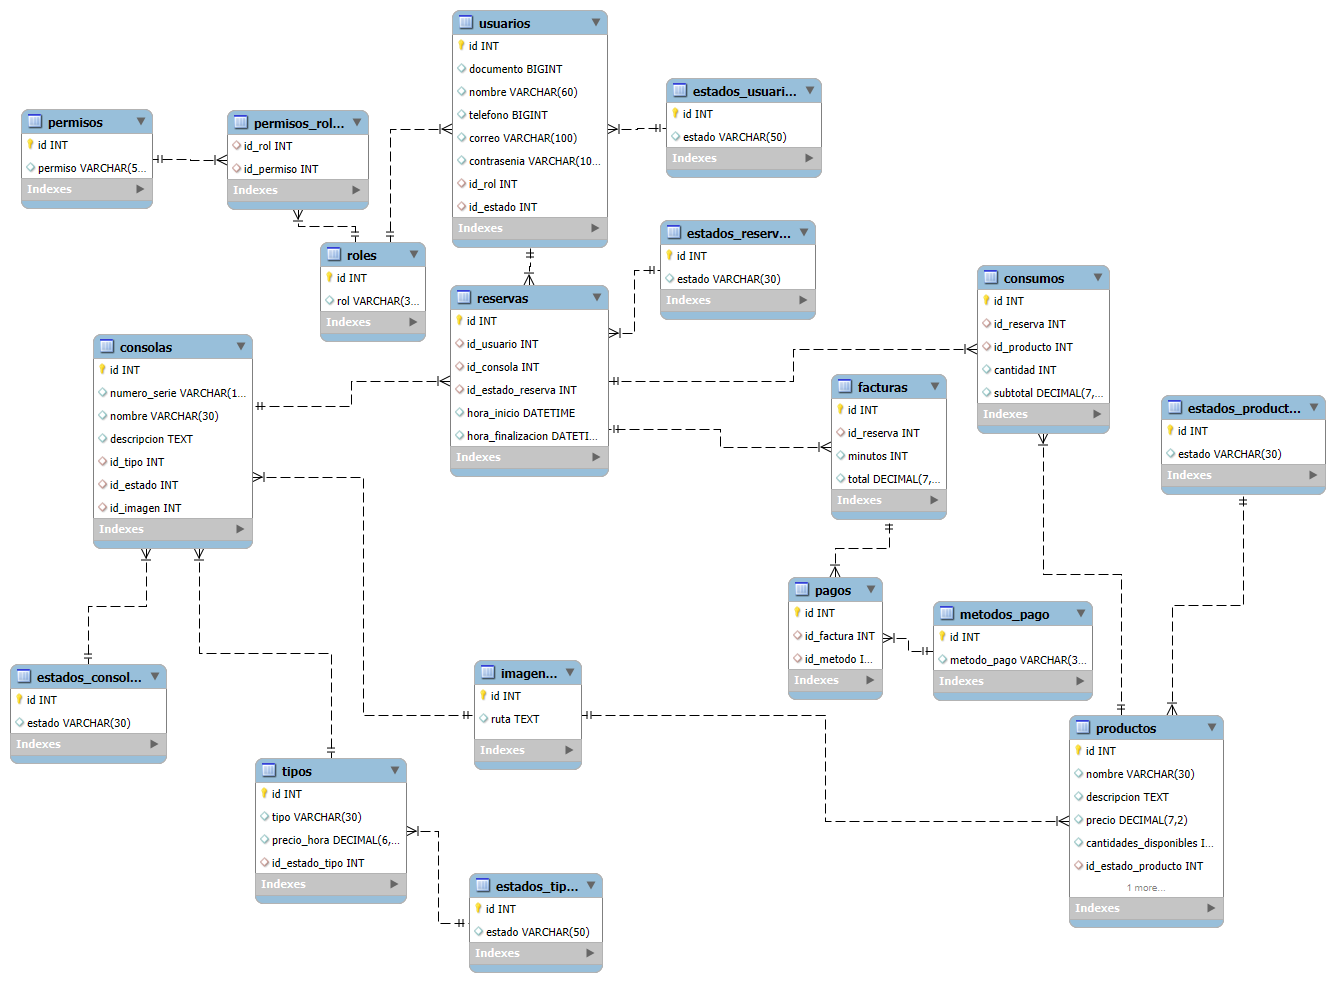 usuarios
id INT
documento BIGINT
nombre VARCHAR(60)
telefono BIGINT
correo VARCHAR(100)
contrasenia VARCHAR(10...
id_rol INT
id_estado INT
Indexes
estados_usuari...
id INT
estado VARCHAR(50)
Indexes
permisos
id INT
permiso VARCHAR(5...
Indexes
permisos_rol...
id_rol INT
id_permiso INT
Indexes
roles
id INT
rol VARCHAR(3...
Indexes
estados_reserv...
id INT
estado VARCHAR(30)
Indexes
reservas
id INT
id_usuario INT
id_consola INT
id_estado_reserva INT
hora_inicio DATETIME
hora_finalizacion DATETI...
Indexes
consumos
id INT
id_reserva INT
id_producto INT
cantidad INT
subtotal DECIMAL(7,...
Indexes
consolas
id INT
numero_serie VARCHAR(1...
nombre VARCHAR(30)
descripcion TEXT
id_tipo INT
id_estado INT
id_imagen INT
Indexes
facturas
id INT
id_reserva INT
minutos INT
total DECIMAL(7,...
Indexes
estados_product...
id INT
estado VARCHAR(30)
Indexes
pagos
id INT
id_factura INT
id_metodo I...
Indexes
metodos_pago
id INT
metodo_pago VARCHAR(3...
Indexes
estados_consol...
id INT
estado VARCHAR(30)
Indexes
imagen...
id INT
ruta TEXT
Indexes
productos
id INT
nombre VARCHAR(30)
descripcion TEXT
precio DECIMAL(7,2)
cantidades_disponibles I...
id_estado_producto INT
1 more...
Indexes
tipos
id INT
tipo VARCHAR(30)
precio_hora DECIMAL(6,...
id_estado_tipo INT
Indexes
estados_tip...
id INT
estado VARCHAR(50)
Indexes